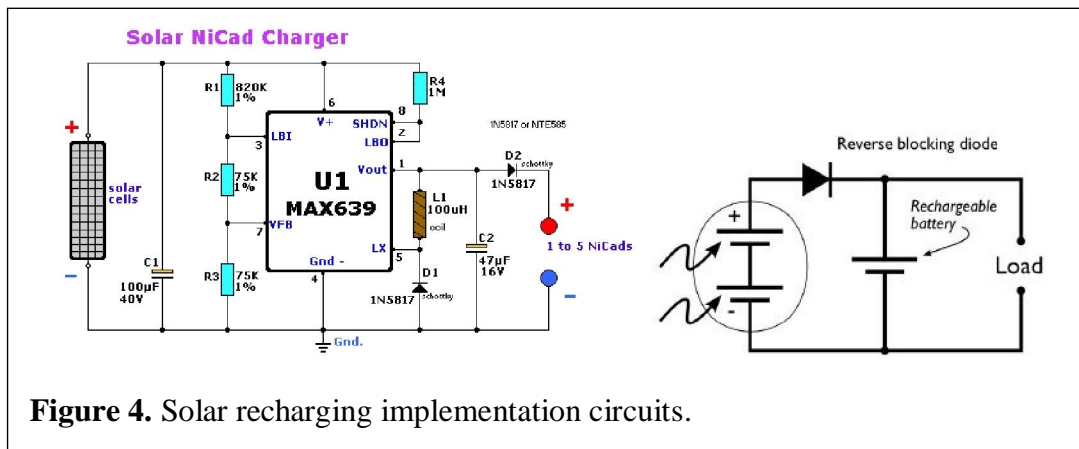 Solar NiCad Charger
R1 820K
1%
R4
1M
6
V+
8
SHDN
2
LBO
LBI
3
1N5817 or NTE585
+
solar
cells
−
R2 75K
1%
U1
MAX639
Vout
1
D2
schottky
1N5817
L1
100uH
coil
+
1 to 5 NiCads
−
VFB
7
LX
5
C2
47µF
16V
Gnd -
4
C1
100µF
40V
R3 75K
1%
D1
1N5817
schottky
Gnd.
Reverse blocking diode
+
-
Rechargeable
battery
Load
Figure 4. Solar recharging implementation circuits.